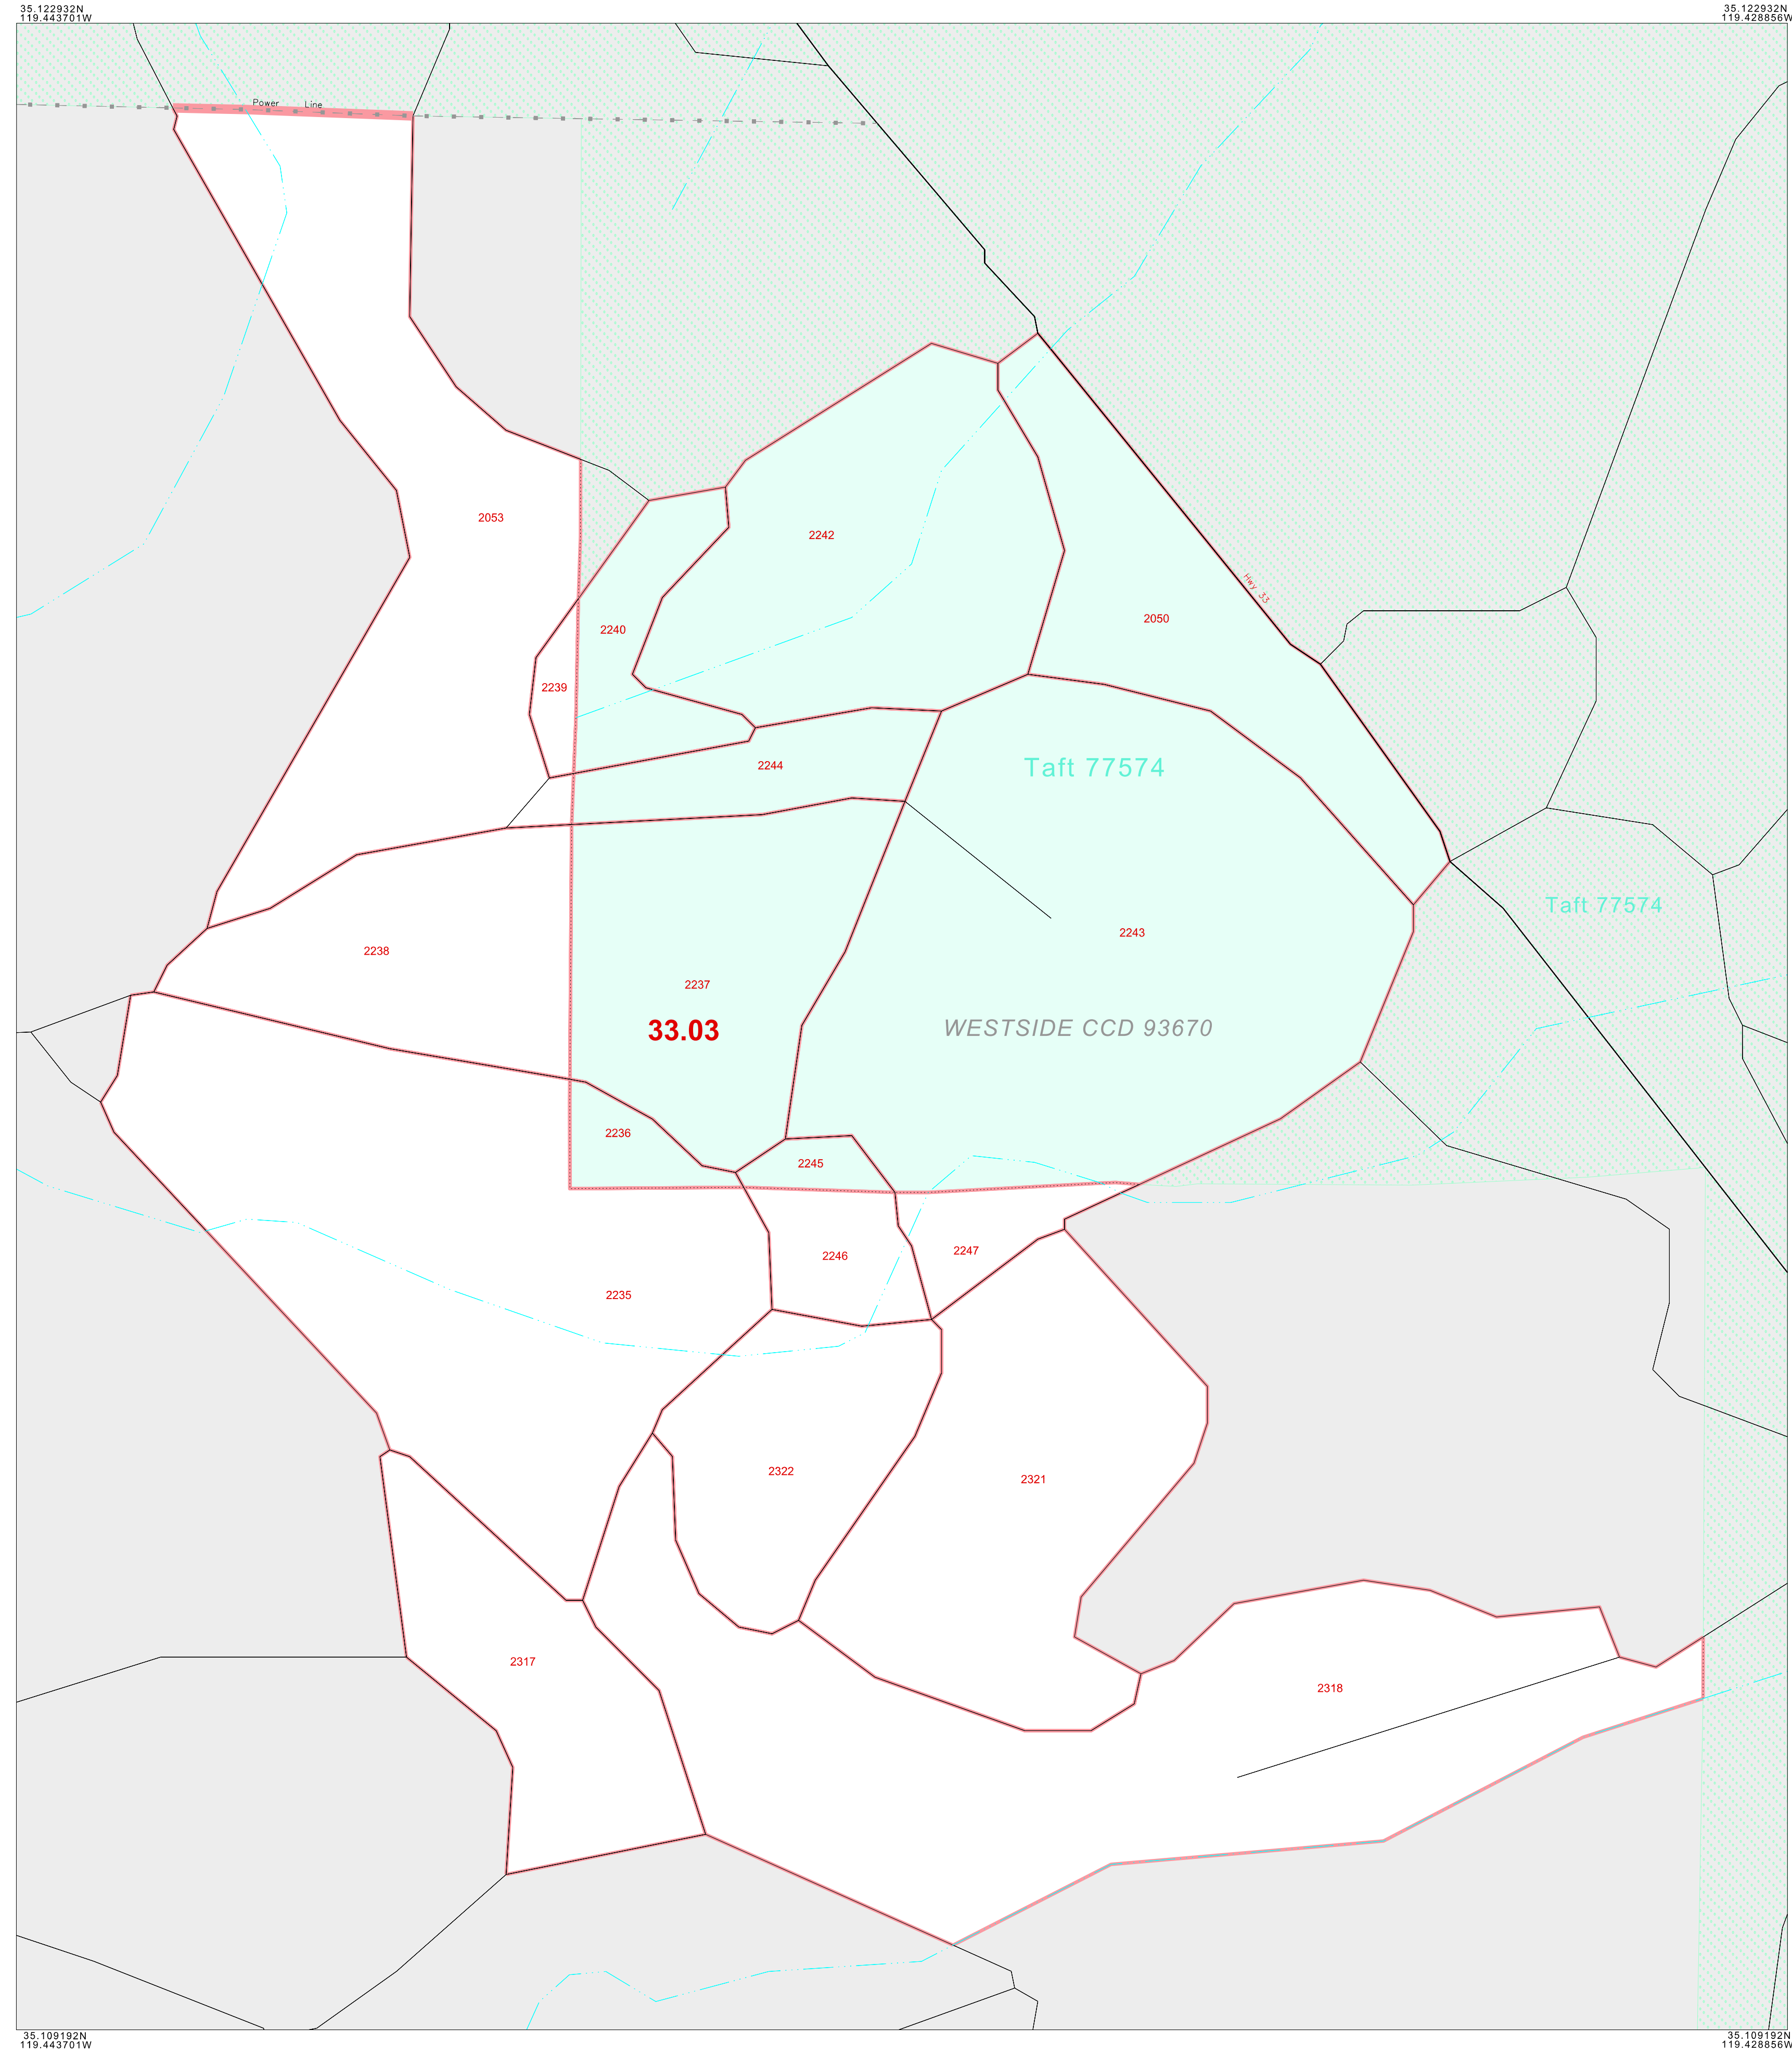 35.122932N
119.443701W
35.122932N
119.428856W
Power Line
2053
2242
Hwy 33
2050
2240
2239
2244
Taft 77574
Taft 77574
2243
2238
2237
33.03
WESTSIDE CCD 93670
2236
2245
2246
2247
2235
2322
2321
2317
2318
35.109192N
119.443701W
35.109192N
119.428856W